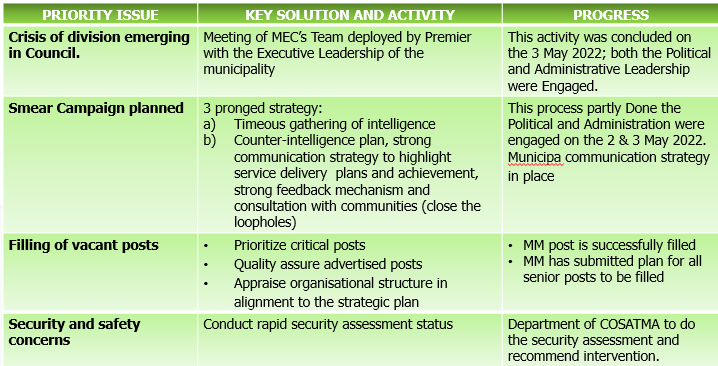 PRIORITY ISSUE
KEY SOLUTION AND ACTIVITY
PROGRESS
Crisis of division emerging
in Council.
Meeting of MEC's Team deployed by Premier
with the Executive Leadership of the
municipality
This activity was concluded on
the 3 May 2022; both the Political
and Administrative Leadership
were Engaged.
Smear Campaign planned
3 pronged strategy:
a) Timeous gathering of intelligence
b) Counter-intelligence plan, strong
communication strategy to highlight
service delivery plans and achievement,
strong feedback mechanism and
consultation with communities (close the
loopholes)
This process partly Done the
Political and Administration were
engaged on the 2 & 3 May 2022.
Municipa communication strategy
in place
Filling of vacant posts
• Prioritize critical posts
• Quality assure advertised posts
• Appraise organisational structure in
alignment to the strategic plan
• MM post is successfully filled
• MM has submitted plan for all
senior posts to be filled
Security and safety
concerns
Conduct rapid security assessment status
Department of COSATMA to do
the security assessment and
recommend intervention.